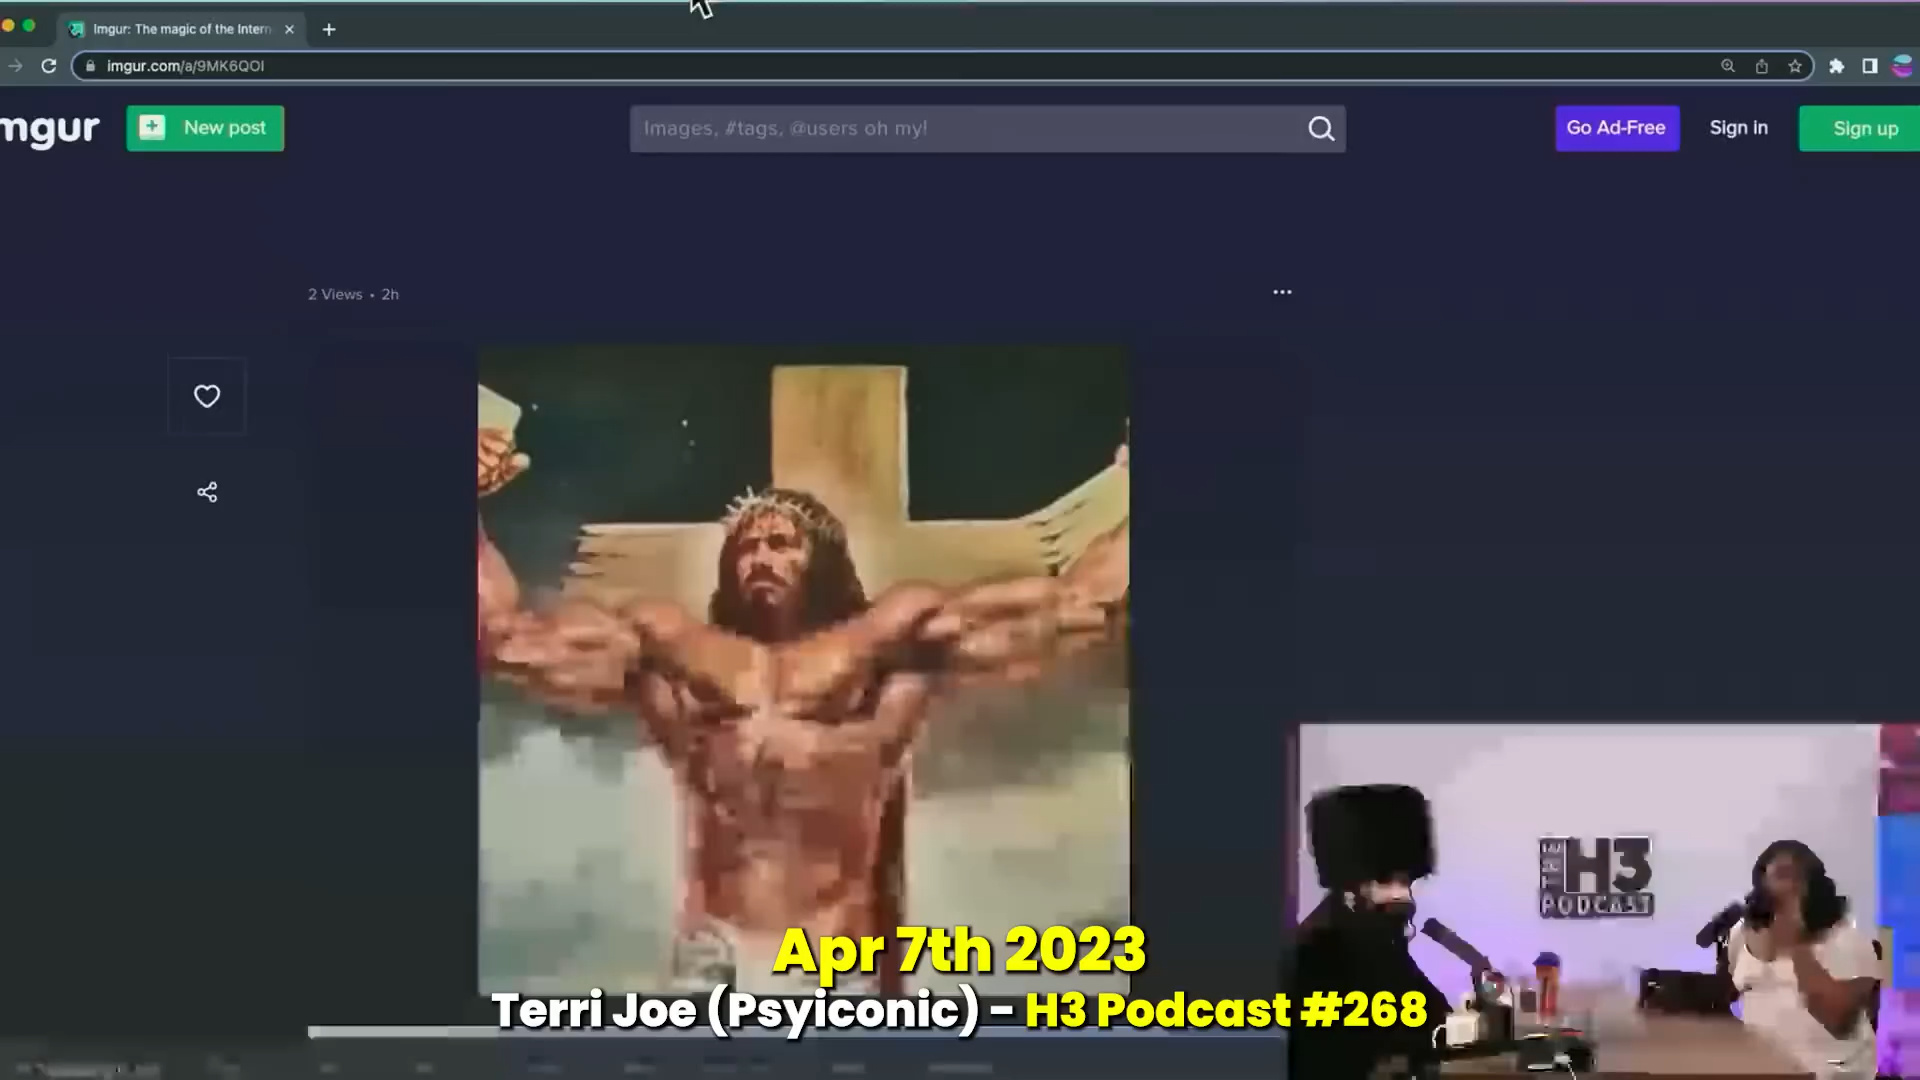 Imgur: The magic of the Intern
imgur.com/a/9MK6QOI
mgur
New post
Images, #tags, @users oh my!
Go Ad-Free
Sign in
Sign up
2 Views • 2h
THE H3
PODCAST
Apr 7th 2023
Terri Joe (Psyiconic) – H3 Podcast #268